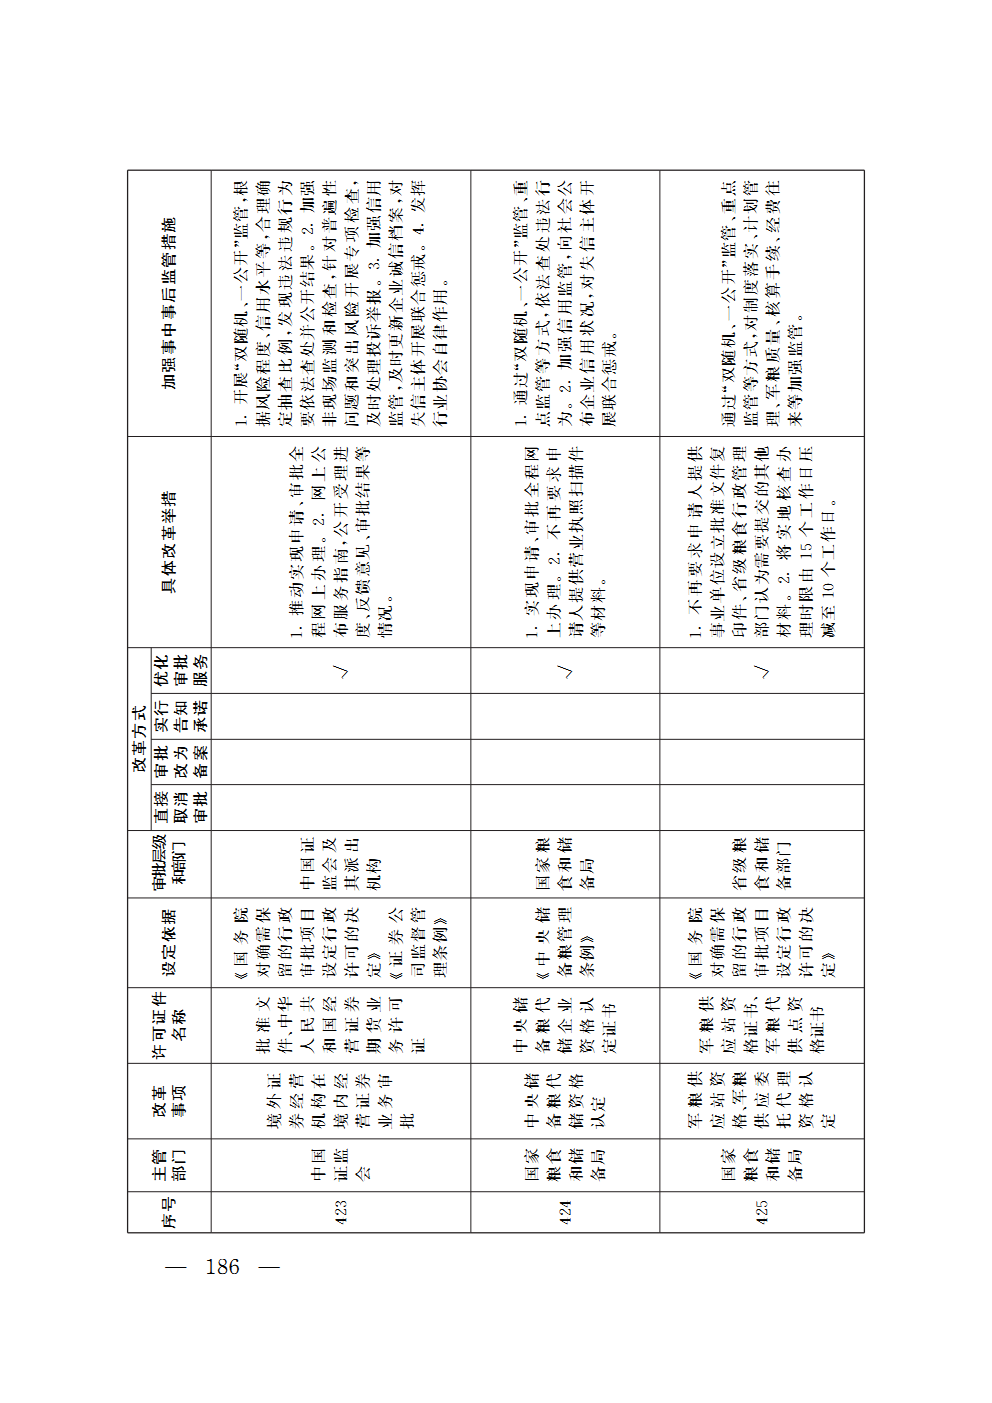 序号
主管
部门
改革
事项
许可证件
名称
设定依据
审批层级
和部门
改革方式
直接
取消
审批
审批
改为
备案
实行
告知
承诺
优化
审批
服务
具体改革举措
加强事中事后监管措施
423
中国
证监
会
境外证
券经营
机构在
境内经
营证券
业务审
批
批准文
件、中华
人民共
和国经
营证券
期货业
务许可
证
《国务院
对确需保
留的行政
审批项目
设定行政
许可的决
定》
《证券公
司监督管
理条例》
中国证
监会及
其派出
机构
√
1. 推动实现申请、审批全
程网上办理。2. 网上公
布服务指南,公开受理进
度、反馈意见、审批结果等
情况。
1. 开展“双随机、一公开”监管,根
据风险程度、信用水平等,合理确
定抽查比例,发现违法违规行为
要依法查处并公开结果。2. 加强
非现场监测和检查,针对普遍性
问题和突出风险开展专项检查,
及时处理投诉举报。3. 加强信用
监管,及时更新企业诚信档案,对
失信主体开展联合惩戒。4. 发挥
行业协会自律作用。
424
国家
粮食
和储
备局
中央储
备粮代
储资格
认定
中央储
备粮代
储企业
资格认
定证书
《中央储
备粮管理
条例》
国家粮
食和储
备局
√
1. 实现申请、审批全程网
上办理。2. 不再要求申
请人提供营业执照扫描件
等材料。
1. 通过“双随机、一公开”监管、重
点监管等方式,依法查处违法行
为。2. 加强信用监管,向社会公
布企业信用状况,对失信主体开
展联合惩戒。
425
国家
粮食
和储
备局
军粮供
应站资
格、军粮
供应委
托代理
资格认
定
军粮供
应站资
格证书、
军粮代
供点资
格证书
《国务院
对确需保
留的行政
审批项目
设定行政
许可的决
定》
省级粮
食和储
备部门
√
1. 不再要求申请人提供
事业单位设立批准文件复
印件、省级粮食行政管理
部门认为需要提交的其他
材料。2. 将实地核查办
理时限由 15 个工作日压
减至 10 个工作日。
通过“双随机、一公开”监管、重点
监管等方式,对制度落实、计划管
理、军粮质量、核算手续、经费往
来等加强监管。
— 186 —